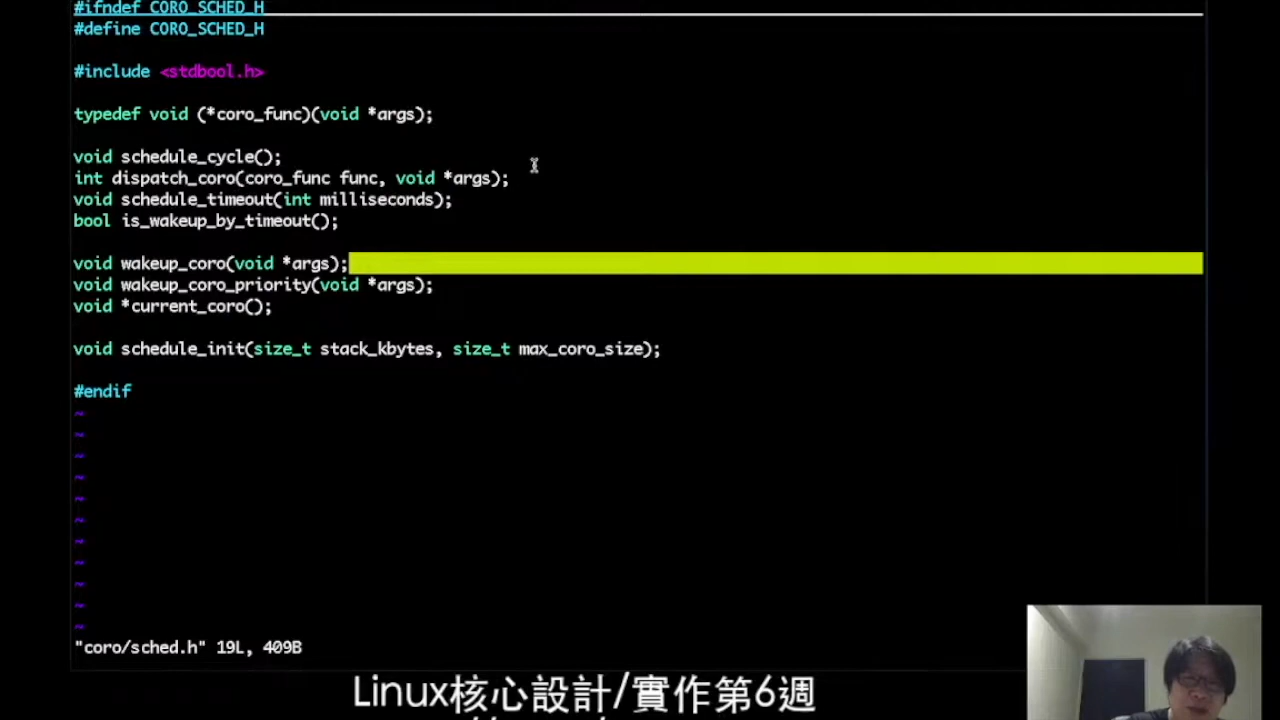 #ifndef CORO_SCHED_H
#define CORO_SCHED_H
#include <stdbool.h>
typedef void (*coro_func)(void *args);
void schedule_cycle();
int dispatch_coro(coro_func func, void *args);
void schedule_timeout(int milliseconds);
bool is_wakeup_by_timeout();
void wakeup_coro(void *args);
void wakeup_coro_priority(void *args);
void *current_coro();
void schedule_init(size_t stack_kbytes, size_t max_coro_size);
#endif
~
~
~
~
~
~
~
~
~
~
~
"coro/sched.h" 19L, 409B
Linux核心設計/實作第6週